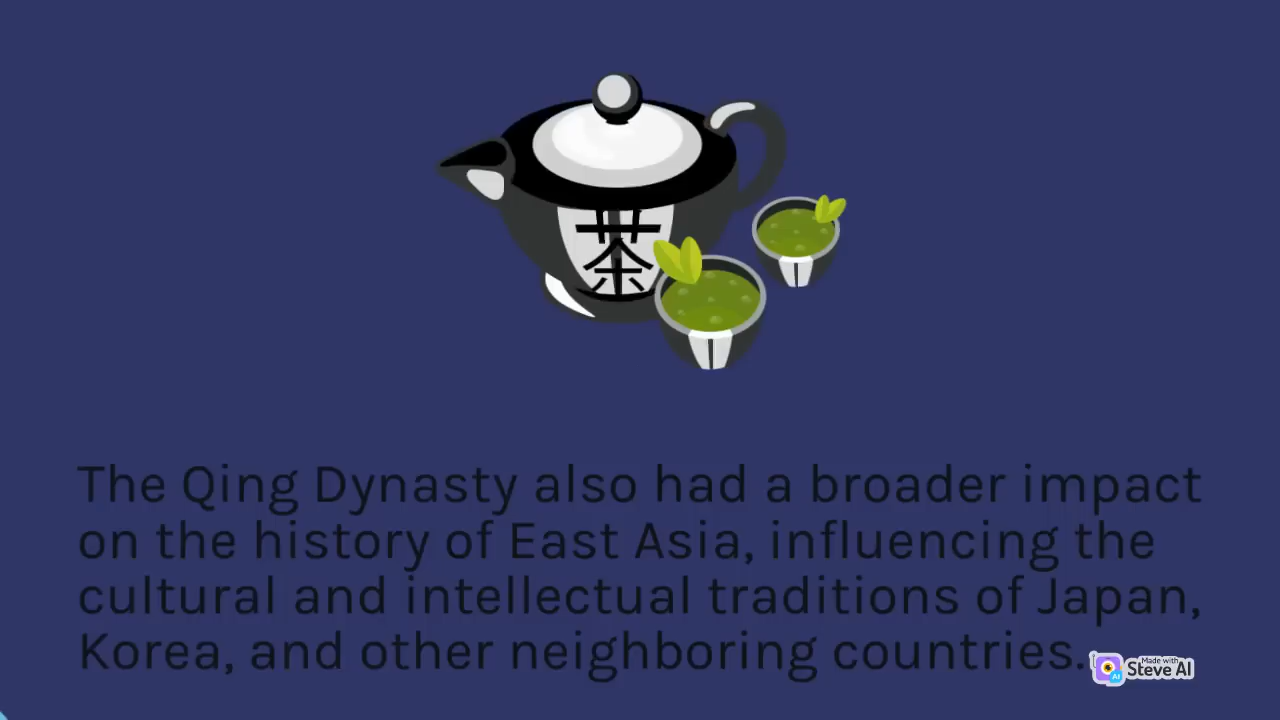 茶
The Qing Dynasty also had a broader impact
on the history of East Asia, influencing the
cultural and intellectual traditions of Japan,
Korea, and other neighboring countries.
Made with
Steve AI
AI